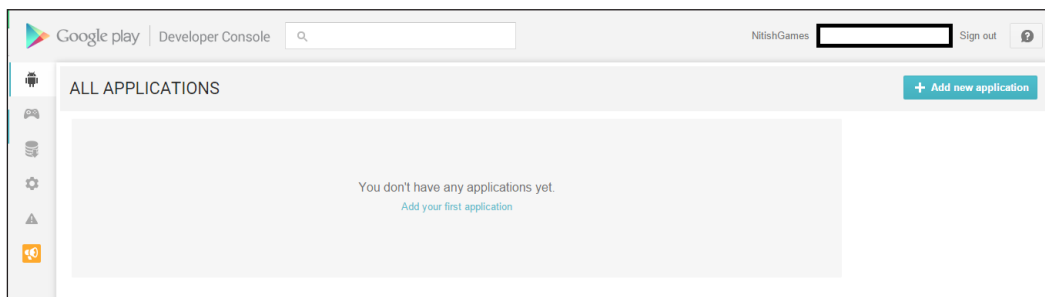 Google play Developer Console NitishGames Sign out
ALL APPLICATIONS + Add new application
You don't have any applications yet.
Add your first application